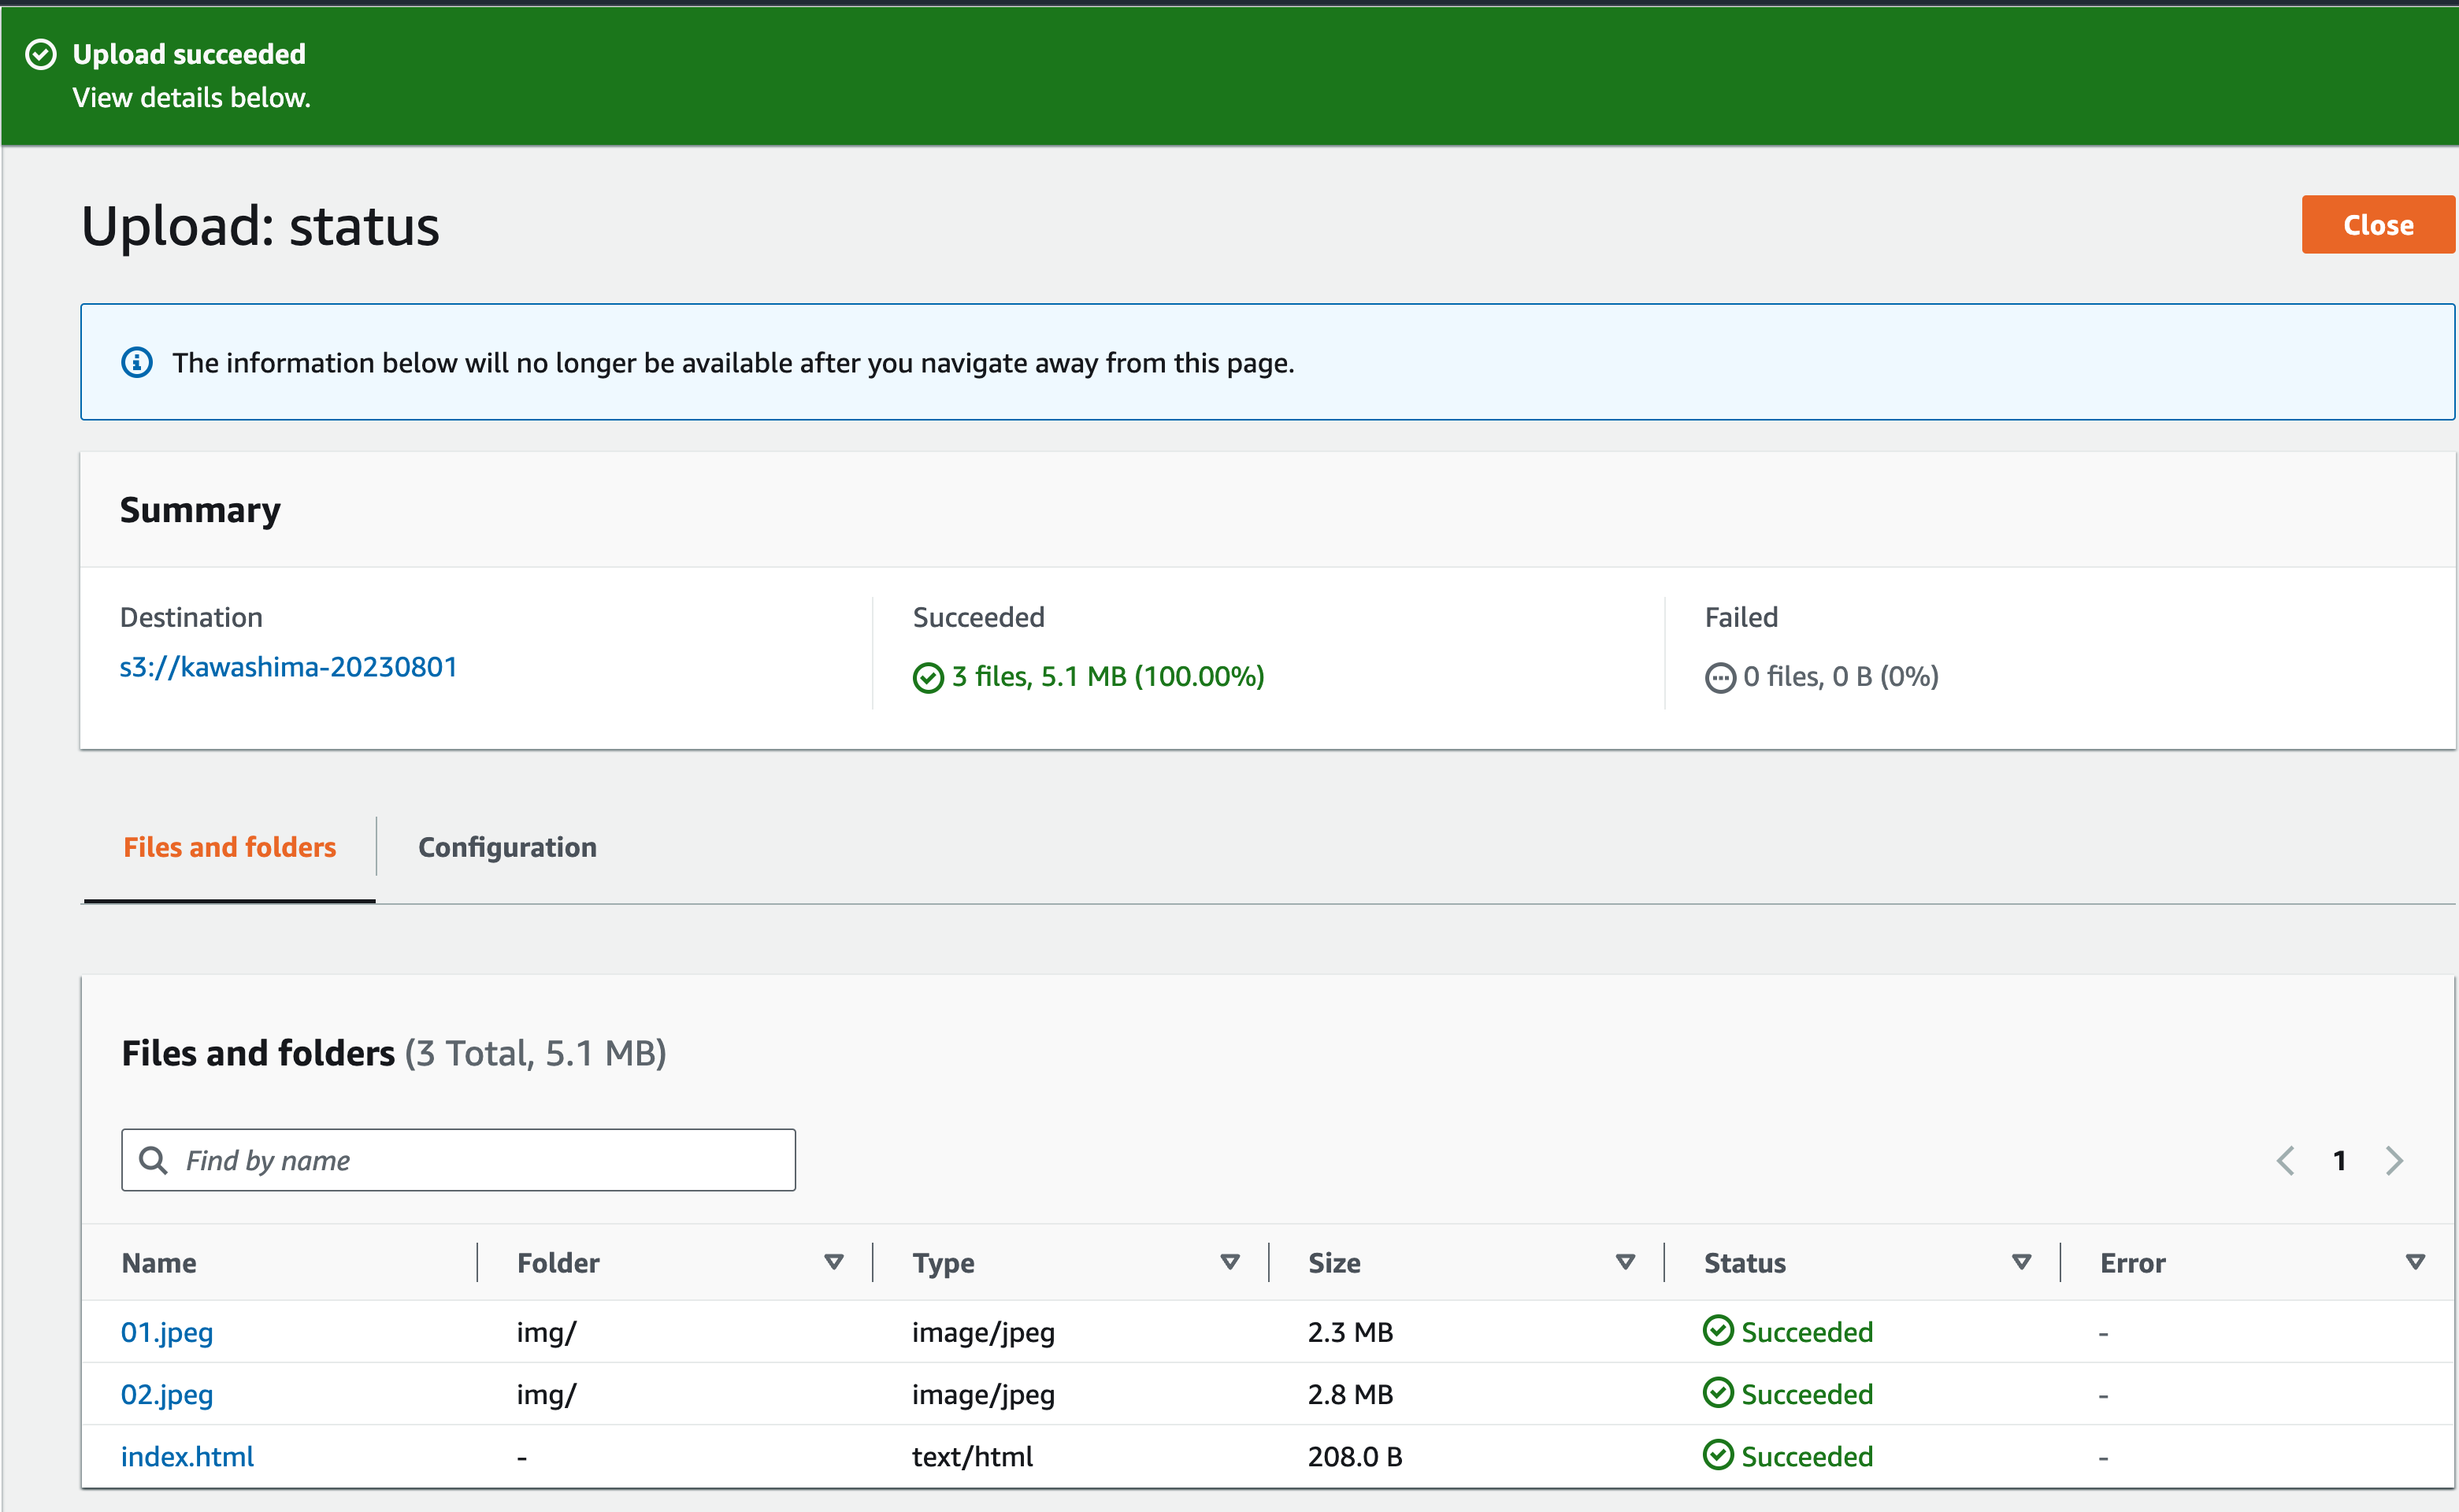 Upload succeeded
View details below.
Upload: status
Close
The information below will no longer be available after you navigate away from this page.
Summary
Destination
s3://kawashima-20230801
Succeeded
3 files, 5.1 MB (100.00%)
Failed
0 files, 0 B (0%)
Files and folders
Configuration
Files and folders (3 Total, 5.1 MB)
Find by name
1
Name Folder Type Size Status Error
01.jpeg img/ image/jpeg 2.3 MB Succeeded -
02.jpeg img/ image/jpeg 2.8 MB Succeeded -
index.html - text/html 208.0 B Succeeded -